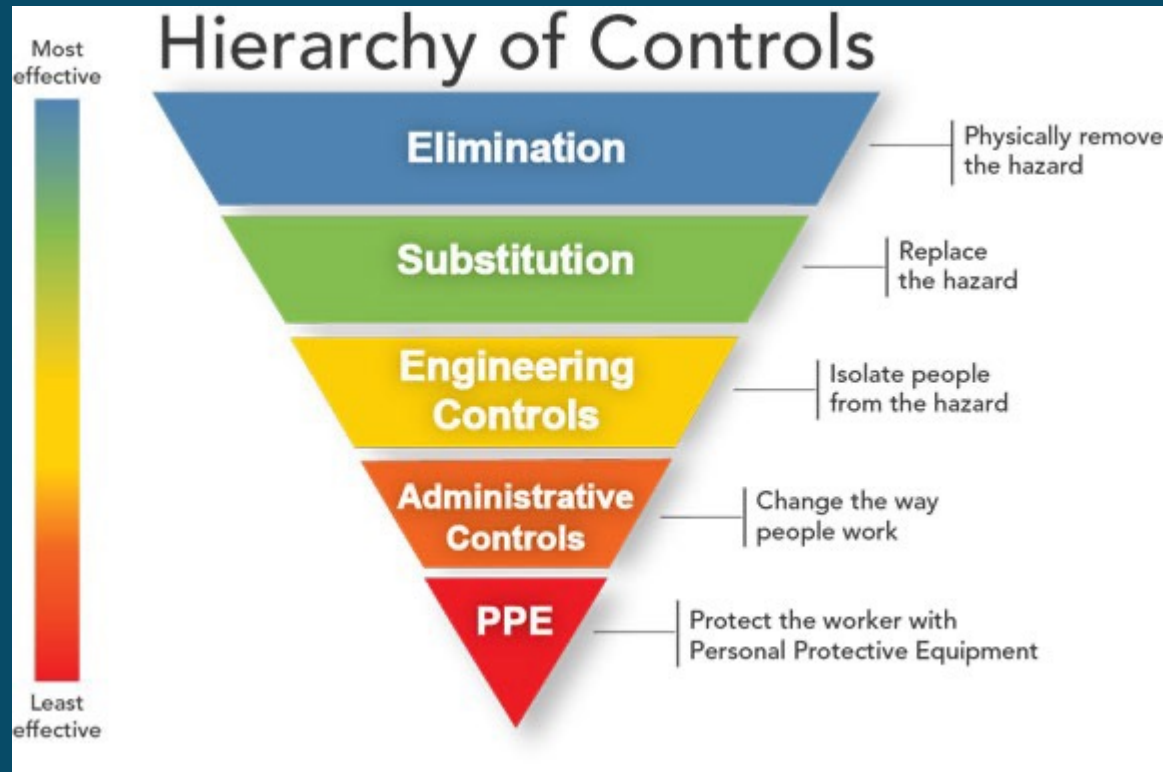 Hierarchy of Controls
Most
effective
Elimination
Physically remove
the hazard
Substitution
Replace
the hazard
Engineering
Controls
Isolate people
from the hazard
Administrative
Controls
Change the way
people work
PPE
Protect the worker with
Personal Protective Equipment
Least
effective